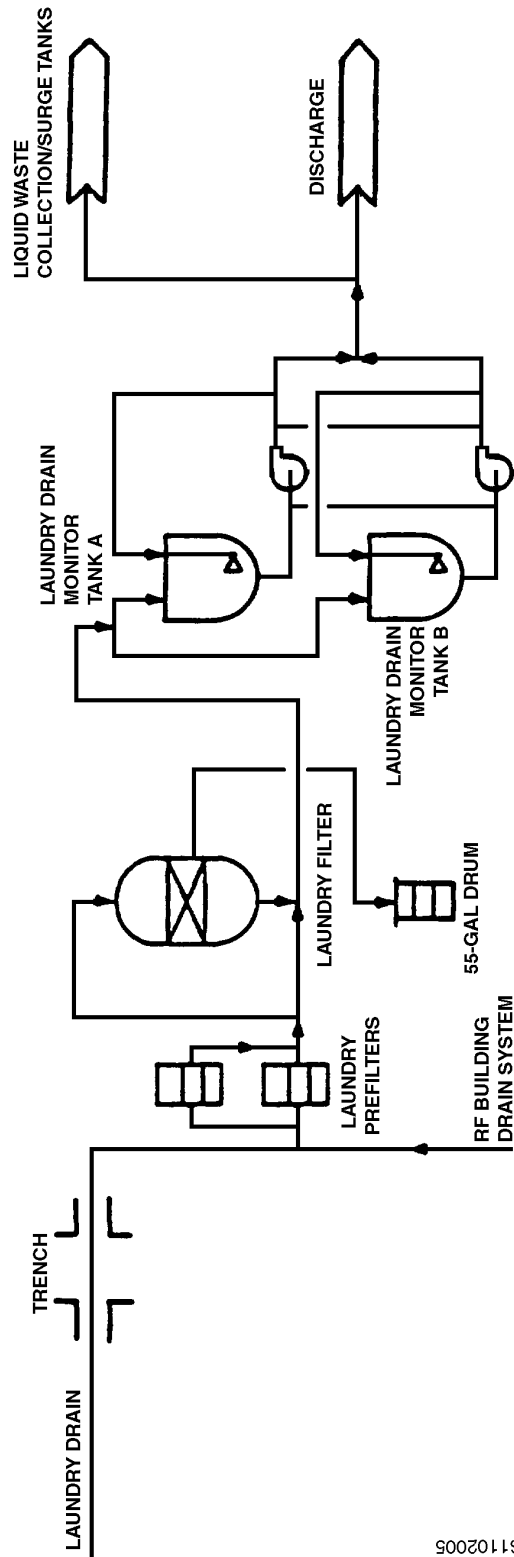 LAUNDRY DRAIN
TRENCH
RF BUILDING
DRAIN SYSTEM
LAUNDRY
PREFILTERS
LAUNDRY FILTER
55-GAL DRUM
LAUNDRY DRAIN
MONITOR
TANK A
LAUNDRY DRAIN
MONITOR
TANK B
LIQUID WASTE
COLLECTION/SURGE TANKS
DISCHARGE